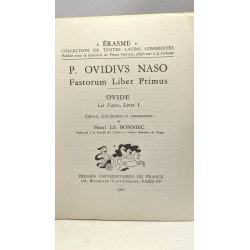 « ÉRASME »
COLLECTION DE TEXTES LATINS COMMENTÉS
P. OVIDIVS NASO
Fastorum Liber Primus
OVIDE
Les Fastes, Livre I
Édition, introduction et commentaire
de
Henri LE BONNIEC
PRESSES UNIVERSITAIRES DE FRANCE
108, BOULEVARD SAINT-GERMAIN, PARIS-VIe